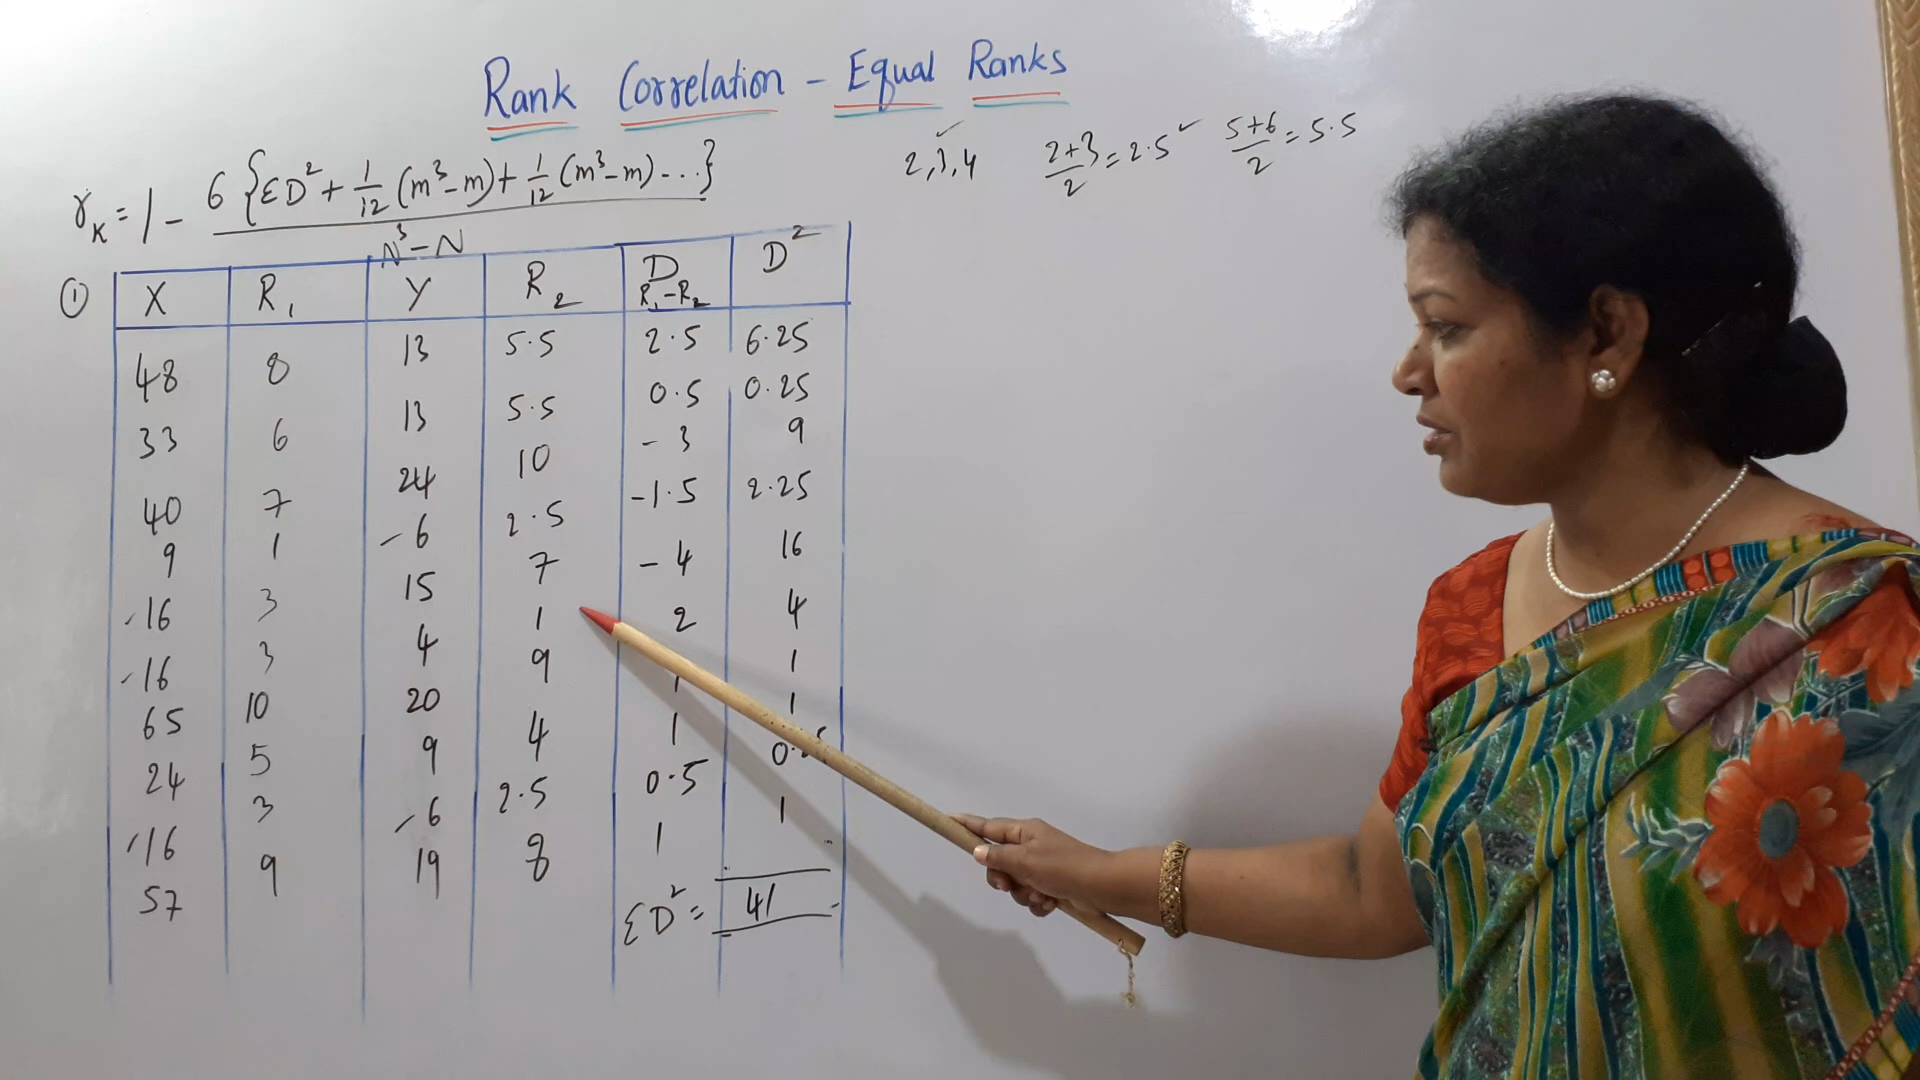 Rank Correlation - Equal Ranks
2,3,4 ✓ (2+3)/2 = 2.5 ✓ (5+6)/2 = 5.5
r_K = 1 - 6 {ΣD² + 1/12 (m³-m) + 1/12 (m³-m) ...} / N³-N
① X R₁ Y R₂ D R₁-R₂ D²
48 8 13 5.5 2.5 6.25
33 6 13 5.5 0.5 0.25
40 7 24 10 -3 9
9 1 6 2.5 -1.5 2.25
16 3 15 7 -4 16
16 3 4 1 2 4
65 10 20 9 1 1
24 5 9 4 1 1
16 3 6 2.5 0.5
57 9 19 8 1 1
ΣD² = 41